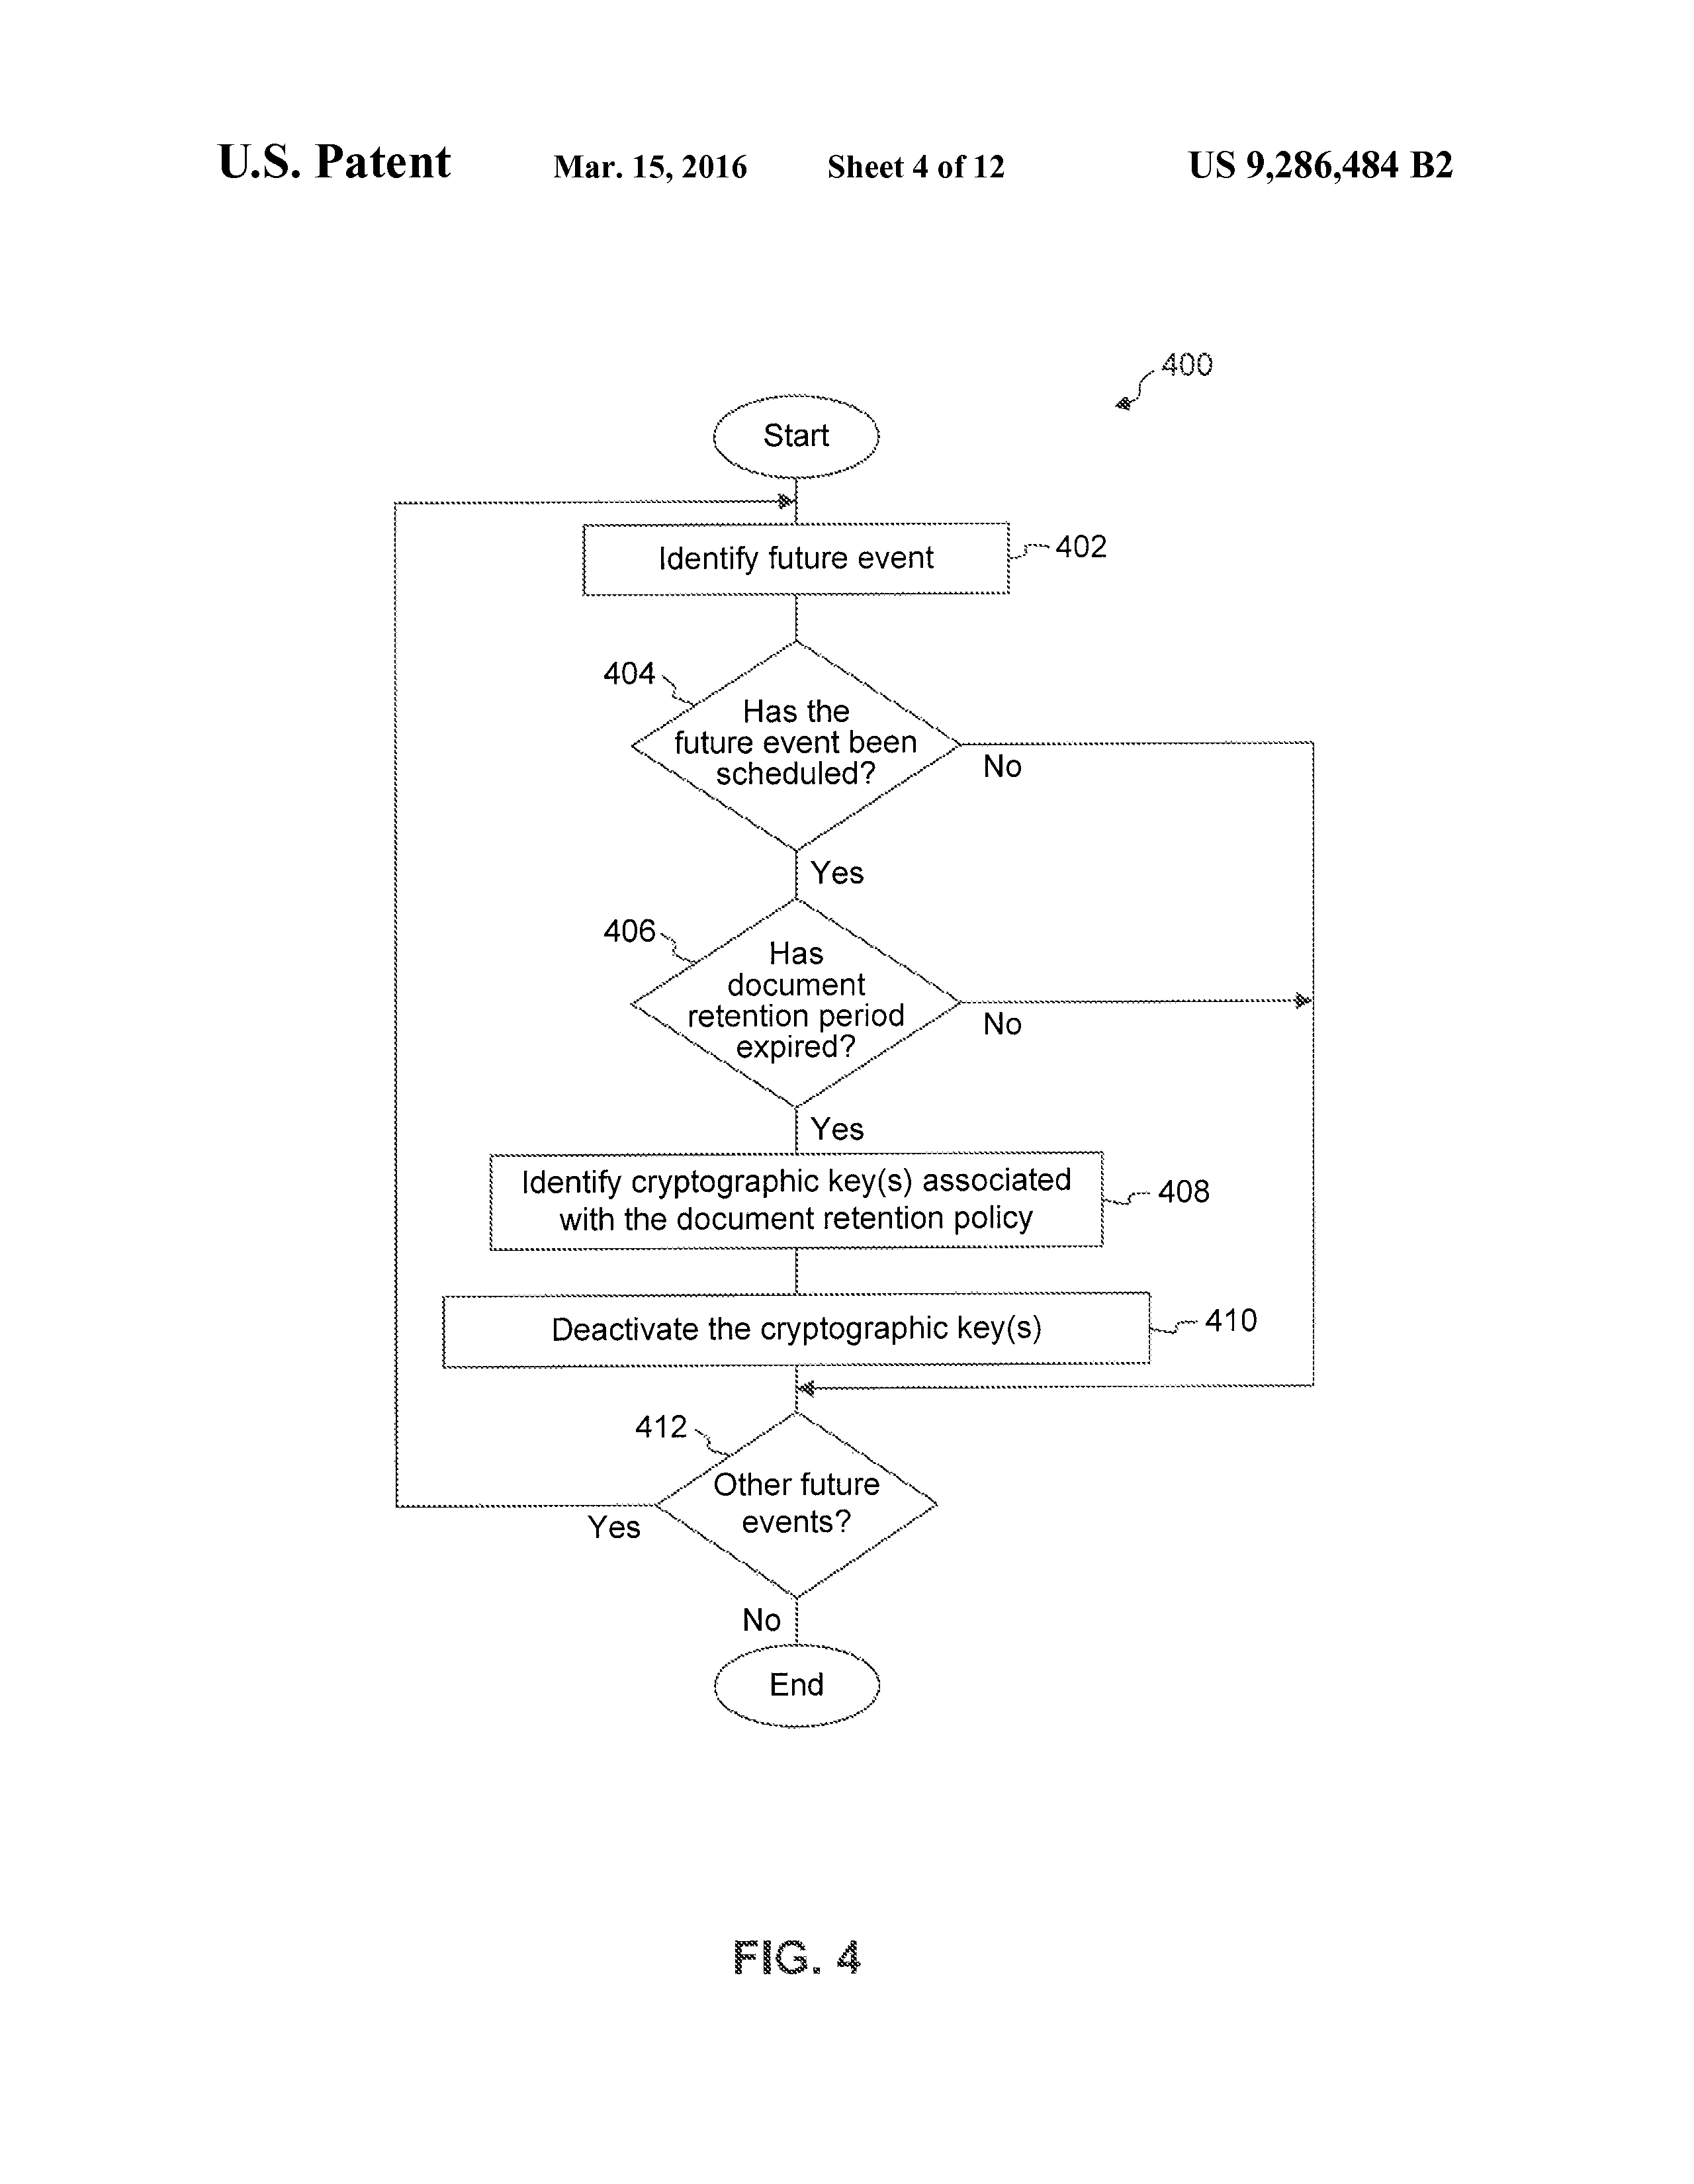 U.S. Patent Mar. 15, 2016 Sheet 4 of 12 US 9,286,484 B2
400
Start
Identify future event
402
404
Has the
future event been
scheduled?
No
Yes
406
Has
document
retention period
expired?
No
Yes
Identify cryptographic key(s) associated
with the document retention policy
408
Deactivate the cryptographic key(s)
410
412
Other future
events?
Yes
No
End
FIG. 4